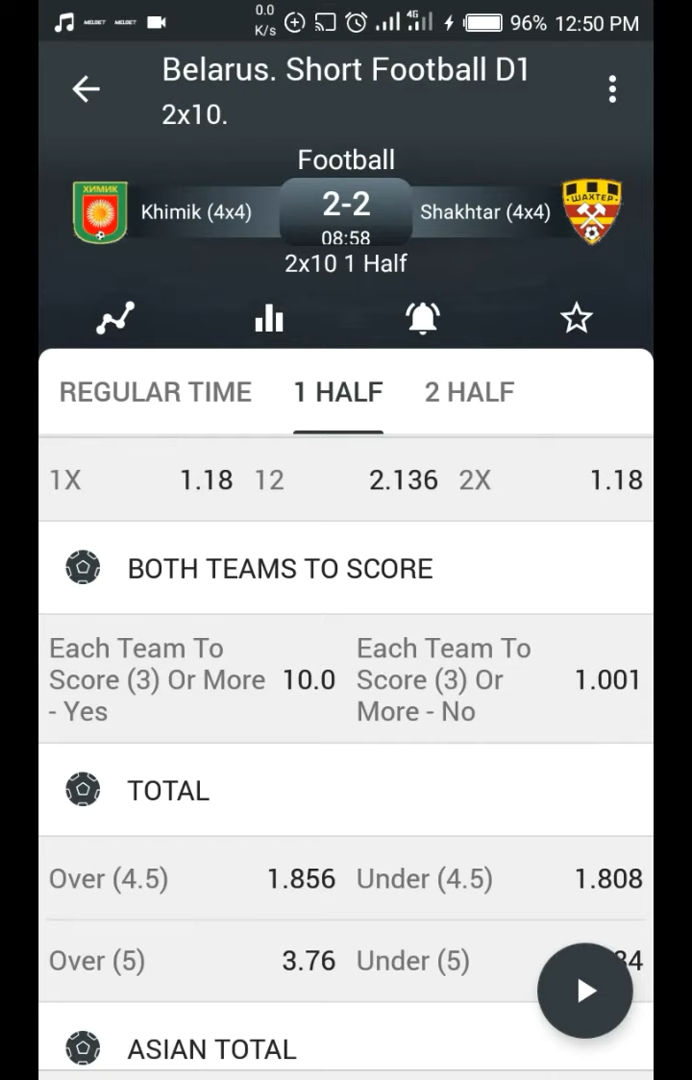 0.0
K/s
4G
96% 12:50 PM
MELBET MELBET
Belarus. Short Football D1
2x10.
Football
ХИМИК
Khimik (4x4)
2-2
Shakhtar (4x4)
ШАХТЕР
08:58
2x10 1 Half
REGULAR TIME 1 HALF 2 HALF
1X 1.18 12 2.136 2X 1.18
BOTH TEAMS TO SCORE
Each Team To
Score (3) Or More
- Yes
10.0
Each Team To
Score (3) Or
More - No
1.001
TOTAL
Over (4.5) 1.856 Under (4.5) 1.808
Over (5) 3.76 Under (5)
ASIAN TOTAL